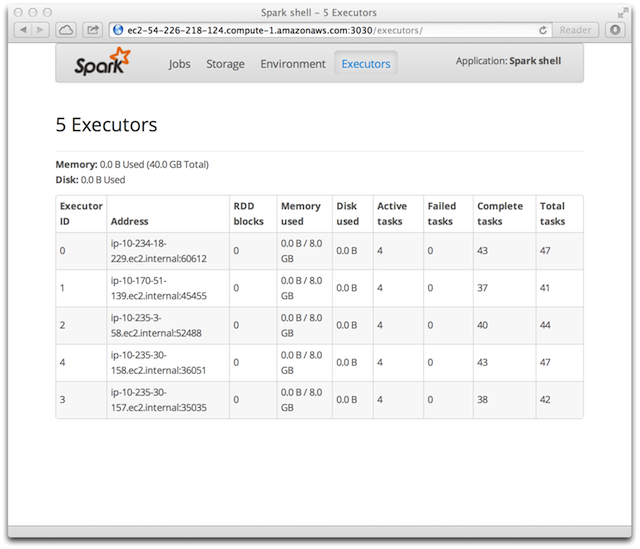 Spark shell – 5 Executors
ec2-54-226-218-124.compute-1.amazonaws.com:3030/executors/ Reader
Spark Jobs Storage Environment Executors Application: Spark shell
5 Executors
Memory: 0.0 B Used (40.0 GB Total)
Disk: 0.0 B Used
Executor ID Address RDD blocks Memory used Disk used Active tasks Failed tasks Complete tasks Total tasks
0 ip-10-234-18-229.ec2.internal:60612 0 0.0 B / 8.0 GB 0.0 B 4 0 43 47
1 ip-10-170-51-139.ec2.internal:45455 0 0.0 B / 8.0 GB 0.0 B 4 0 37 41
2 ip-10-235-3-58.ec2.internal:52488 0 0.0 B / 8.0 GB 0.0 B 4 0 40 44
4 ip-10-235-30-158.ec2.internal:36051 0 0.0 B / 8.0 GB 0.0 B 4 0 43 47
3 ip-10-235-30-157.ec2.internal:35035 0 0.0 B / 8.0 GB 0.0 B 4 0 38 42